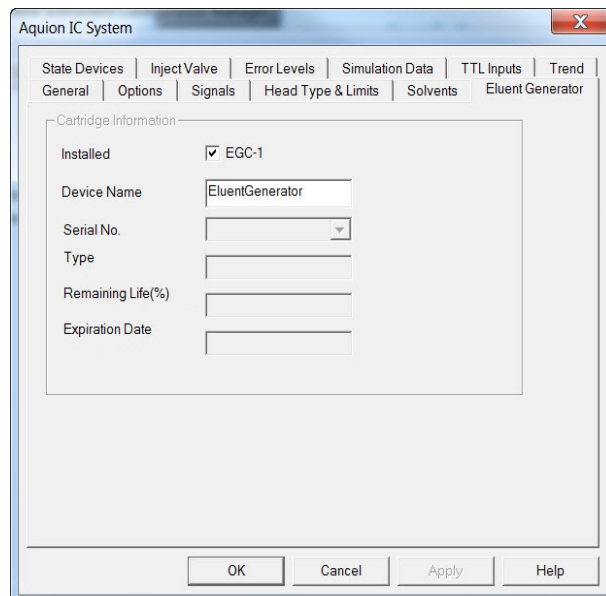 Aquion IC System
State Devices Inject Valve Error Levels Simulation Data TTL Inputs Trend
General Options Signals Head Type & Limits Solvents Eluent Generator
Cartridge Information
Installed EGC-1
Device Name EluentGenerator
Serial No.
Type
Remaining Life(%)
Expiration Date
OK Cancel Apply Help